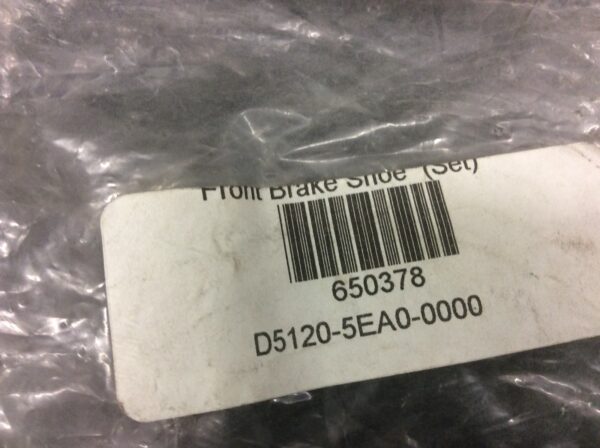 Front Brake Shoe (Set)
650378
D5120-5EA0-0000